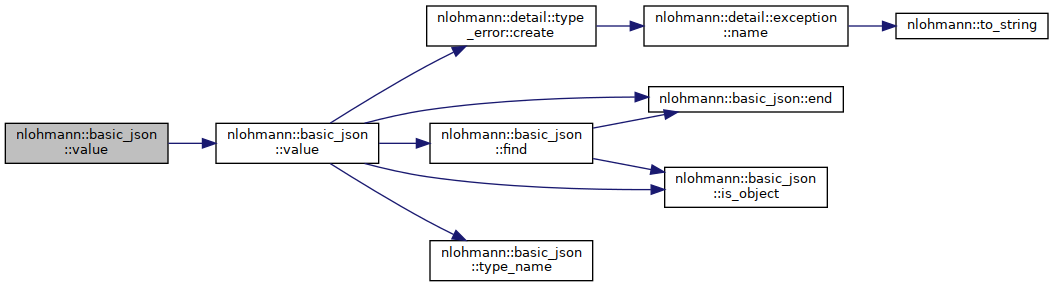 nlohmann::basic_json
::value
nlohmann::basic_json
::value
nlohmann::detail::type
_error::create
nlohmann::detail::exception
::name
nlohmann::to_string
nlohmann::basic_json::end
nlohmann::basic_json
::find
nlohmann::basic_json
::is_object
nlohmann::basic_json
::type_name